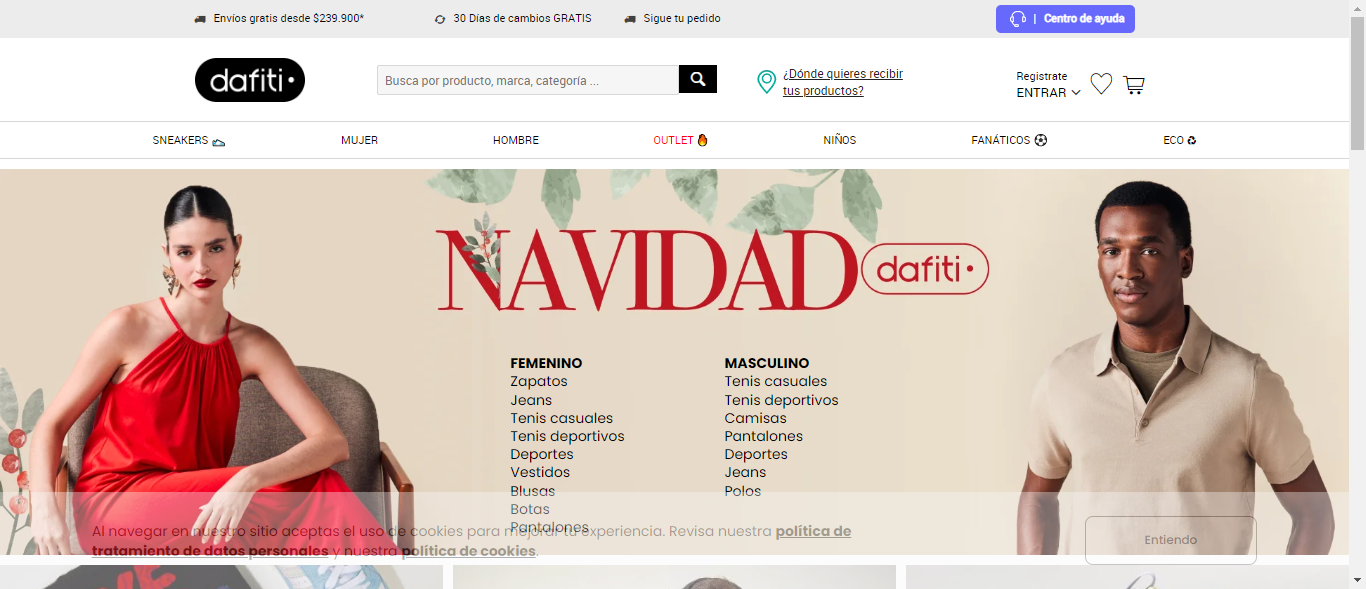 Envíos gratis desde $239.900*
30 Días de cambios GRATIS
Sigue tu pedido
| Centro de ayuda
dafiti
Busca por producto, marca, categoría ...
¿Dónde quieres recibir
tus productos?
Registrate
ENTRAR
SNEAKERS
MUJER
HOMBRE
OUTLET
NIÑOS
FANÁTICOS
ECO
NAVIDAD dafiti
FEMENINO
Zapatos
Jeans
Tenis casuales
Tenis deportivos
Deportes
Vestidos
Blusas
Botas
Pantalones
MASCULINO
Tenis casuales
Tenis deportivos
Camisas
Pantalones
Deportes
Jeans
Polos
Al navegar en nuestro sitio aceptas el uso de cookies para mejorar tu experiencia. Revisa nuestra política de
tratamiento de datos personales y nuestra política de cookies.
Entiendo